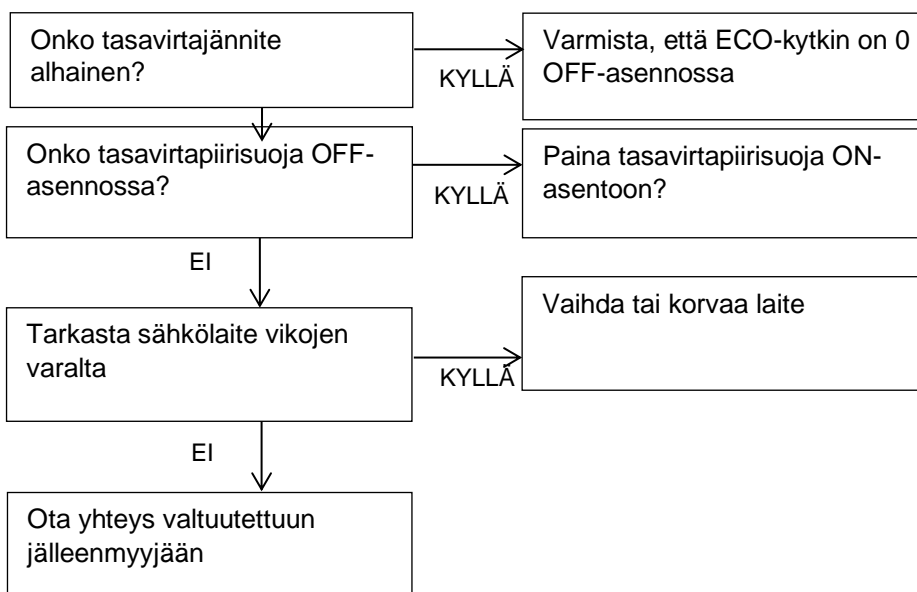 Onko tasavirtajännite
alhainen?
KYLLÄ
Varmista, että ECO-kytkin on 0
OFF-asennossa
Onko tasavirtapiirisuoja OFF-
asennossa?
KYLLÄ
Paina tasavirtapiirisuoja ON-
asentoon?
EI
Tarkasta sähkölaite vikojen
varalta
KYLLÄ
Vaihda tai korvaa laite
EI
Ota yhteys valtuutettuun
jälleenmyyjään